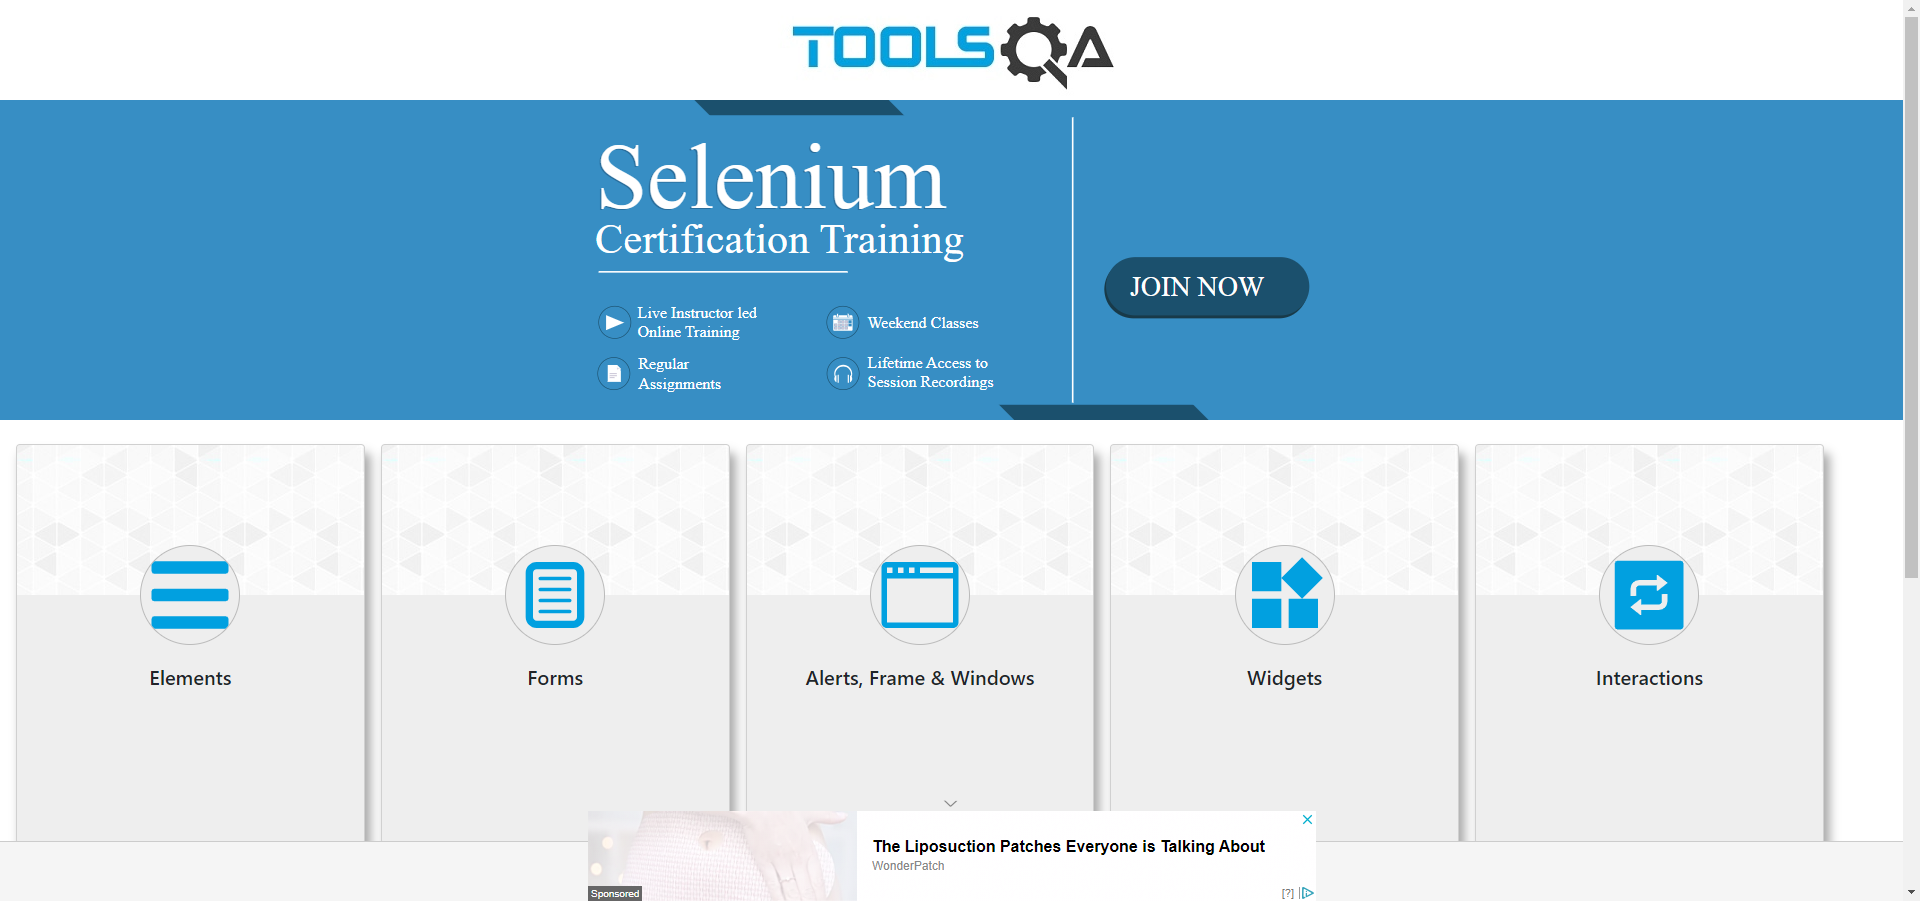 TOOLSQA
Selenium
Certification Training
JOIN NOW
Live Instructor led
Online Training
Weekend Classes
Regular
Assignments
Lifetime Access to
Session Recordings
Elements
Forms
Alerts, Frame & Windows
Widgets
Interactions
The Liposuction Patches Everyone is Talking About
WonderPatch
Sponsored
[?]